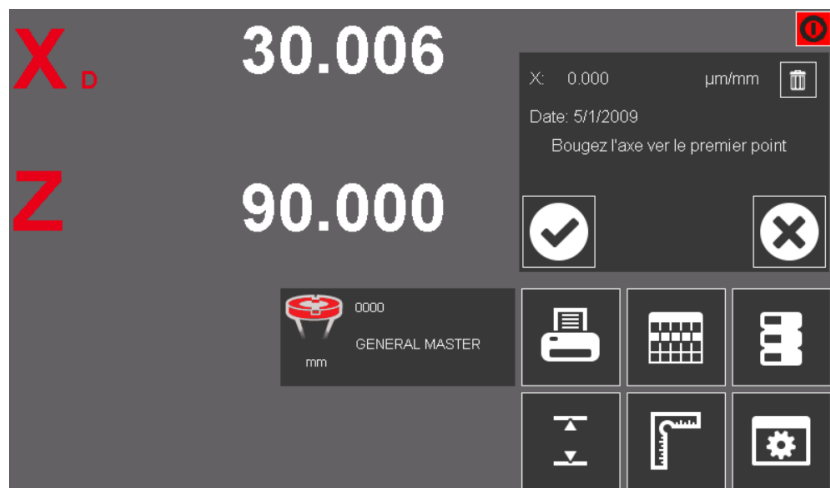 X D 30.006
X: 0.000 µm/mm
Date: 5/1/2009
Bougez l'axe ver le premier point
Z 90.000
0000
GENERAL MASTER
mm